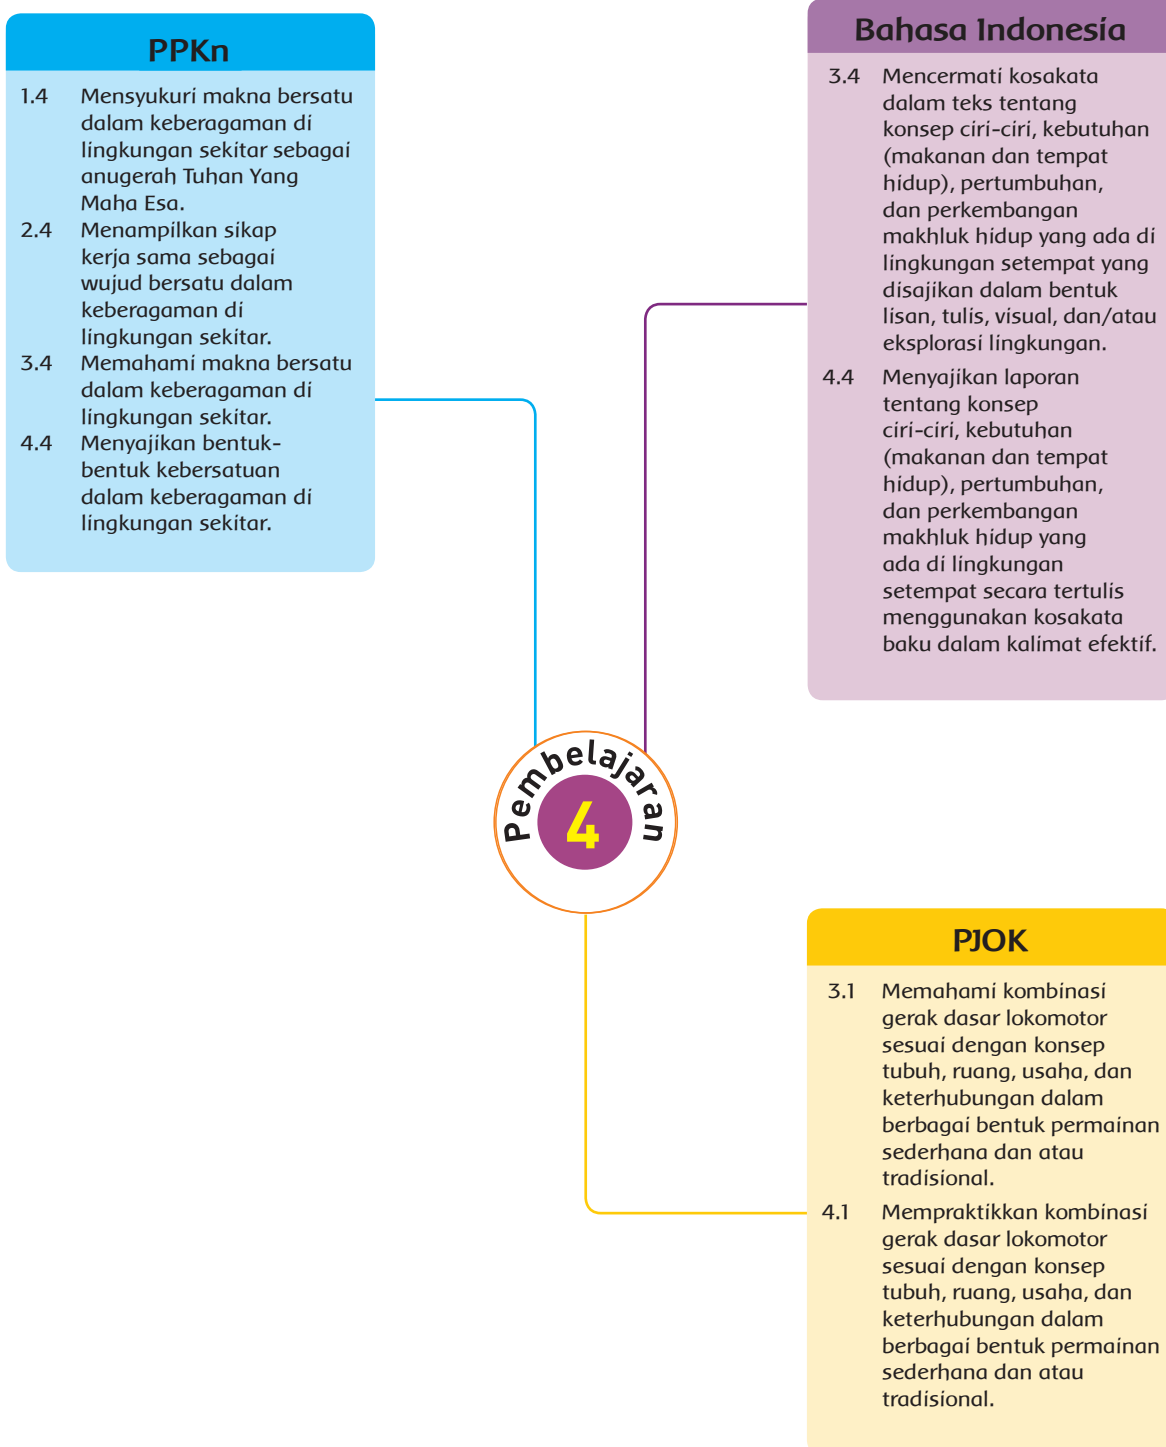 PPKn
1.4 Mensyukuri makna bersatu
dalam keberagaman di
lingkungan sekitar sebagai
anugerah Tuhan Yang
Maha Esa.
2.4 Menampilkan sikap
kerja sama sebagai
wujud bersatu dalam
keberagaman di
lingkungan sekitar.
3.4 Memahami makna bersatu
dalam keberagaman di
lingkungan sekitar.
4.4 Menyajikan bentuk-
bentuk kebersatuan
dalam keberagaman di
lingkungan sekitar.
Bahasa Indonesia
3.4 Mencermati kosakata
dalam teks tentang
konsep ciri-ciri, kebutuhan
(makanan dan tempat
hidup), pertumbuhan,
dan perkembangan
makhluk hidup yang ada di
lingkungan setempat yang
disajikan dalam bentuk
lisan, tulis, visual, dan/atau
eksplorasi lingkungan.
4.4 Menyajikan laporan
tentang konsep
ciri-ciri, kebutuhan
(makanan dan tempat
hidup), pertumbuhan,
dan perkembangan
makhluk hidup yang
ada di lingkungan
setempat secara tertulis
menggunakan kosakata
baku dalam kalimat efektif.
Pembelajaran
4
PJOK
3.1 Memahami kombinasi
gerak dasar lokomotor
sesuai dengan konsep
tubuh, ruang, usaha, dan
keterhubungan dalam
berbagai bentuk permainan
sederhana dan atau
tradisional.
4.1 Mempraktikkan kombinasi
gerak dasar lokomotor
sesuai dengan konsep
tubuh, ruang, usaha, dan
keterhubungan dalam
berbagai bentuk permainan
sederhana dan atau
tradisional.